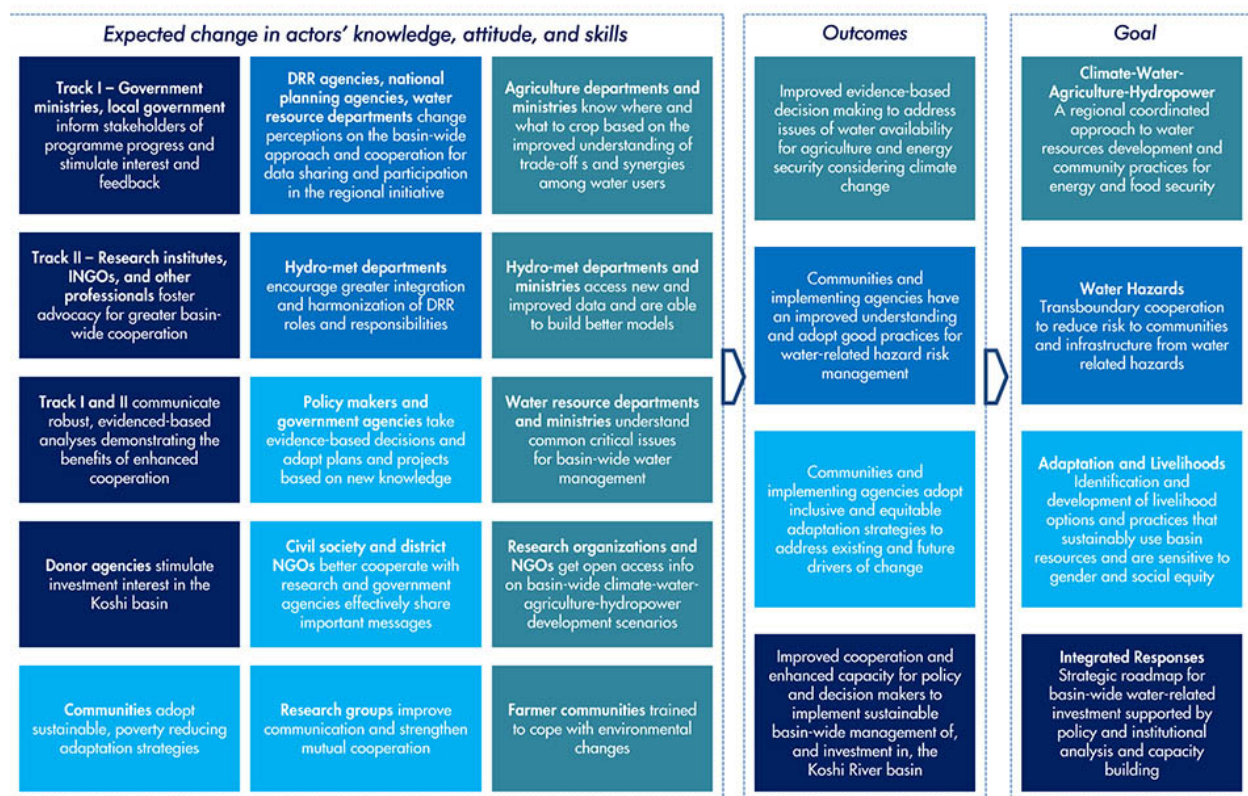 Expected change in actors' knowledge, attitude, and skills
Track I – Government
ministries, local government
inform stakeholders of
programme progress and
stimulate interest and
feedback
DRR agencies, national
planning agencies, water
resource departments change
perceptions on the basin-wide
approach and cooperation for
data sharing and participation
in the regional initiative
Agriculture departments and
ministries know where and
what to crop based on the
improved understanding of
trade-off s and synergies
among water users
Track II – Research institutes,
INGOs, and other
professionals foster
advocacy for greater basin-
wide cooperation
Hydro-met departments
encourage greater integration
and harmonization of DRR
roles and responsibilities
Hydro-met departments and
ministries access new and
improved data and are able
to build better models
Track I and II communicate
robust, evidenced-based
analyses demonstrating the
benefits of enhanced
cooperation
Policy makers and
government agencies take
evidence-based decisions and
adapt plans and projects
based on new knowledge
Water resource departments
and ministries understand
common critical issues
for basin-wide water
management
Donor agencies stimulate
investment interest in the
Koshi basin
Civil society and district
NGOs better cooperate with
research and government
agencies effectively share
important messages
Research organizations and
NGOs get open access info
on basin-wide climate-water-
agriculture-hydropower
development scenarios
Communities adopt
sustainable, poverty reducing
adaptation strategies
Research groups improve
communication and strengthen
mutual cooperation
Farmer communities trained
to cope with environmental
changes
Outcomes
Improved evidence-based
decision making to address
issues of water availability
for agriculture and energy
security considering climate
change
Communities and
implementing agencies have
an improved understanding
and adopt good practices for
water-related hazard risk
management
Communities and
implementing agencies adopt
inclusive and equitable
adaptation strategies to
address existing and future
drivers of change
Improved cooperation and
enhanced capacity for policy
and decision makers to
implement sustainable
basin-wide management of,
and investment in, the
Koshi River basin
Goal
Climate-Water-
Agriculture-Hydropower
A regional coordinated
approach to water
resources development and
community practices for
energy and food security
Water Hazards
Transboundary cooperation
to reduce risk to communities
and infrastructure from water
related hazards
Adaptation and Livelihoods
Identification and
development of livelihood
options and practices that
sustainably use basin
resources and are sensitive to
gender and social equity
Integrated Responses
Strategic roadmap for
basin-wide water-related
investment supported by
policy and institutional
analysis and capacity
building